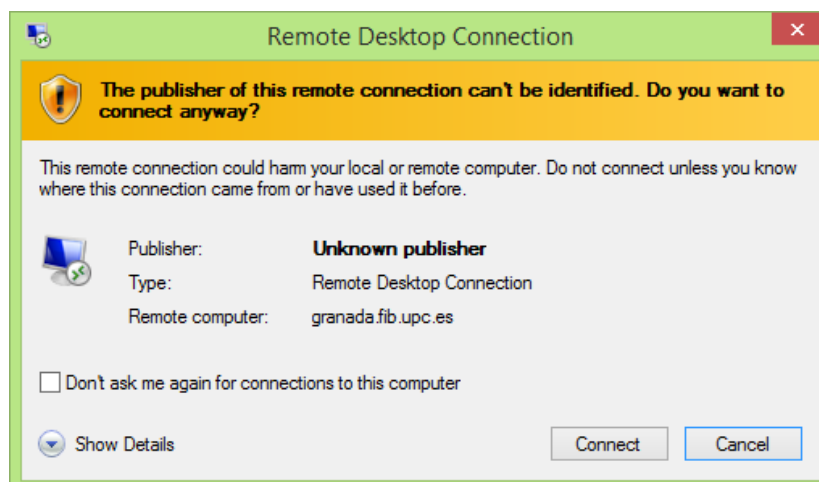 Remote Desktop Connection
The publisher of this remote connection can't be identified. Do you want to
connect anyway?
This remote connection could harm your local or remote computer. Do not connect unless you know
where this connection came from or have used it before.
Publisher: Unknown publisher
Type: Remote Desktop Connection
Remote computer: granada.fib.upc.es
Don't ask me again for connections to this computer
Show Details Connect Cancel